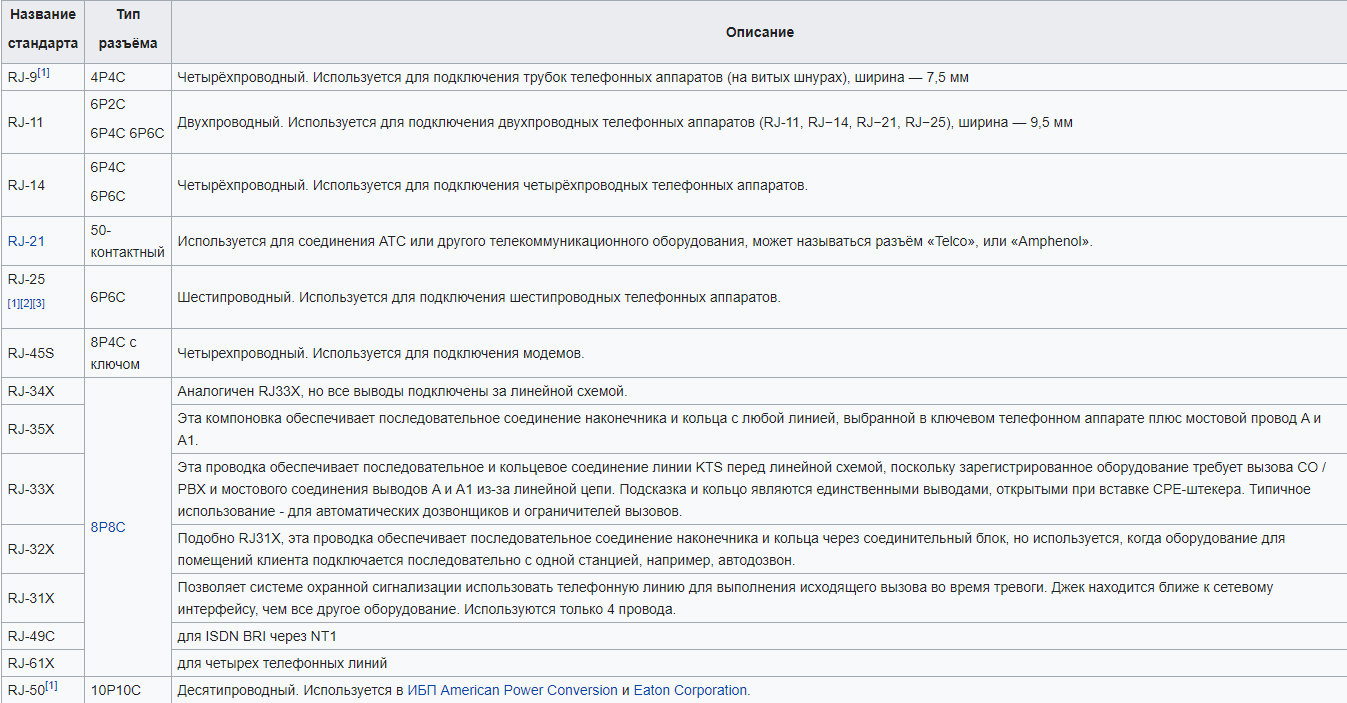 Название
стандарта
Тип
разъёма
Описание
RJ-9[1]
4P4C
Четырёхпроводный. Используется для подключения трубок телефонных аппаратов (на витых шнурах), ширина — 7,5 мм
RJ-11
6P2C
6P4C 6P6C
Двухпроводный. Используется для подключения двухпроводных телефонных аппаратов (RJ-11, RJ−14, RJ−21, RJ−25), ширина — 9,5 мм
RJ-14
6P4C
6P6C
Четырёхпроводный. Используется для подключения четырёхпроводных телефонных аппаратов.
RJ-21
50-
контактный
Используется для соединения АТС или другого телекоммуникационного оборудования, может называться разъём «Telco», или «Amphenol».
RJ-25
[1][2][3]
6P6C
Шестипроводный. Используется для подключения шестипроводных телефонных аппаратов.
RJ-45S
8P4C с
ключом
Четырехпроводный. Используется для подключения модемов.
RJ-34X
Аналогичен RJ33X, но все выводы подключены за линейной схемой.
RJ-35X
Эта компоновка обеспечивает последовательное соединение наконечника и кольца с любой линией, выбранной в ключевом телефонном аппарате плюс мостовой провод A и
A1.
RJ-33X
Эта проводка обеспечивает последовательное и кольцевое соединение линии KTS перед линейной схемой, поскольку зарегистрированное оборудование требует вызова CO /
PBX и мостового соединения выводов A и A1 из-за линейной цепи. Подсказка и кольцо являются единственными выводами, открытыми при вставке CPE-штекера. Типичное
использование - для автоматических дозвонщиков и ограничителей вызовов.
8P8C
RJ-32X
Подобно RJ31X, эта проводка обеспечивает последовательное соединение наконечника и кольца через соединительный блок, но используется, когда оборудование для
помещений клиента подключается последовательно с одной станцией, например, автодозвон.
RJ-31X
Позволяет системе охранной сигнализации использовать телефонную линию для выполнения исходящего вызова во время тревоги. Джек находится ближе к сетевому
интерфейсу, чем все другое оборудование. Используются только 4 провода.
RJ-49C
для ISDN BRI через NT1
RJ-61X
для четырех телефонных линий
RJ-50[1]
10P10C
Десятипроводный. Используется в ИБП American Power Conversion и Eaton Corporation.